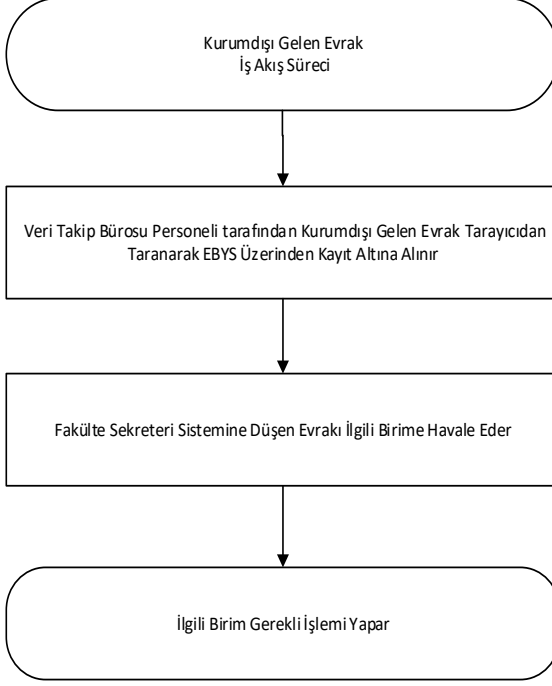 Kurumdışı Gelen Evrak
İş Akış Süreci
Veri Takip Bürosu Personeli tarafından Kurumdışı Gelen Evrak Tarayıcıdan
Taranarak EBYS Üzerinden Kayıt Altına Alınır
Fakülte Sekreteri Sistemine Düşen Evrakı İlgili Birime Havale Eder
İlgili Birim Gerekli İşlemi Yapar